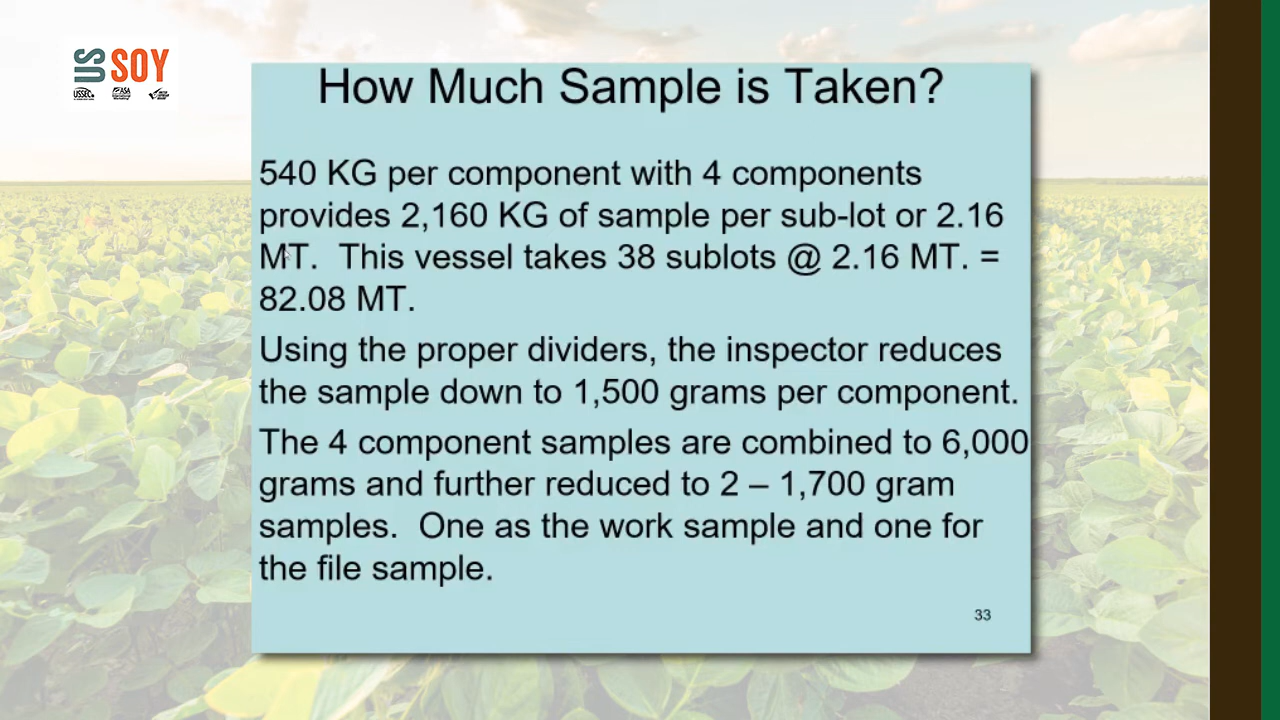 US SOY
USSEC
ASA
How Much Sample is Taken?
540 KG per component with 4 components
provides 2,160 KG of sample per sub-lot or 2.16
MT.  This vessel takes 38 sublots @ 2.16 MT. =
82.08 MT.
Using the proper dividers, the inspector reduces
the sample down to 1,500 grams per component.
The 4 component samples are combined to 6,000
grams and further reduced to 2 – 1,700 gram
samples.  One as the work sample and one for
the file sample.
33